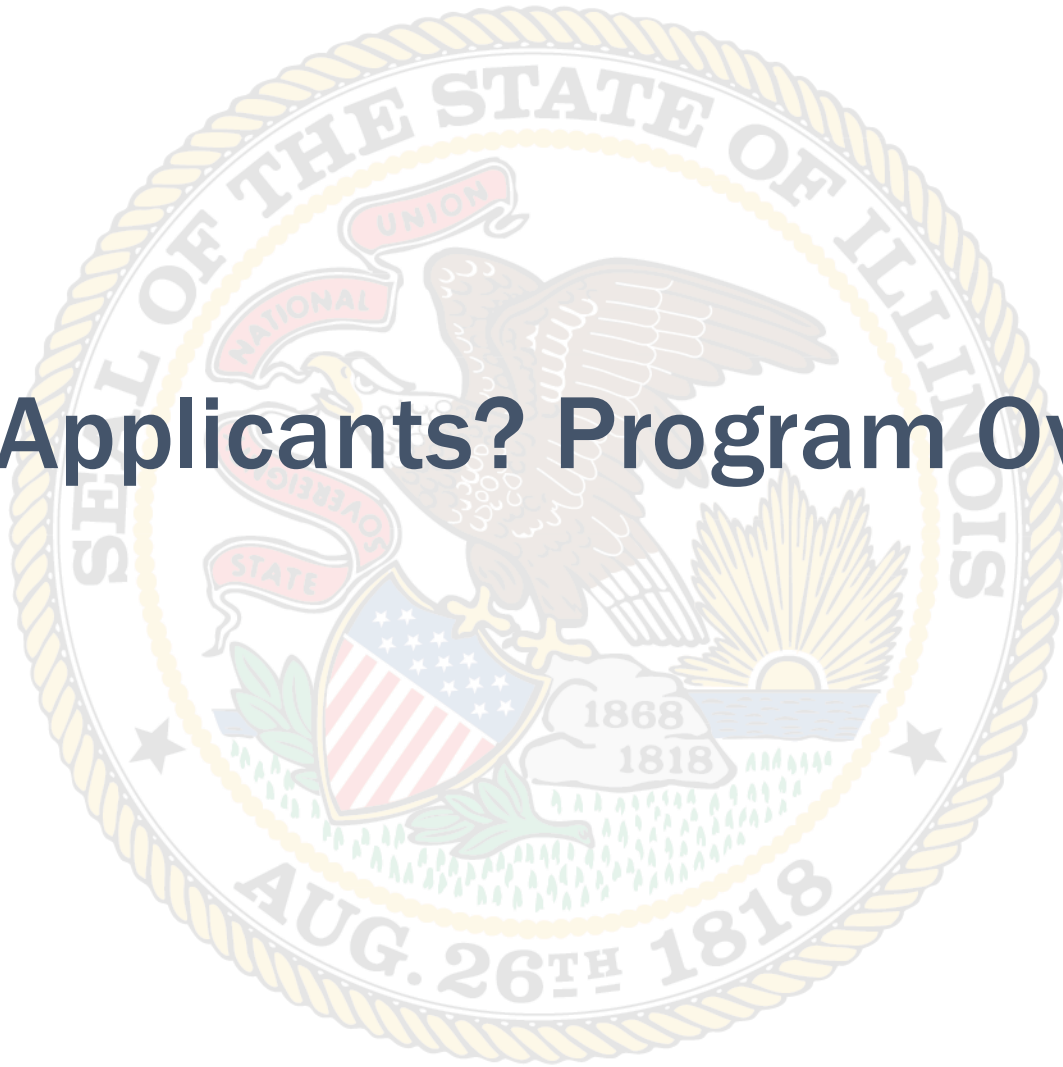 SEAL OF THE STATE OF ILLINOIS
UNION
NATIONAL
Applicants? Program Ov
SOVEREIGN
STATE
1868
1818
AUG. 26TH 1818